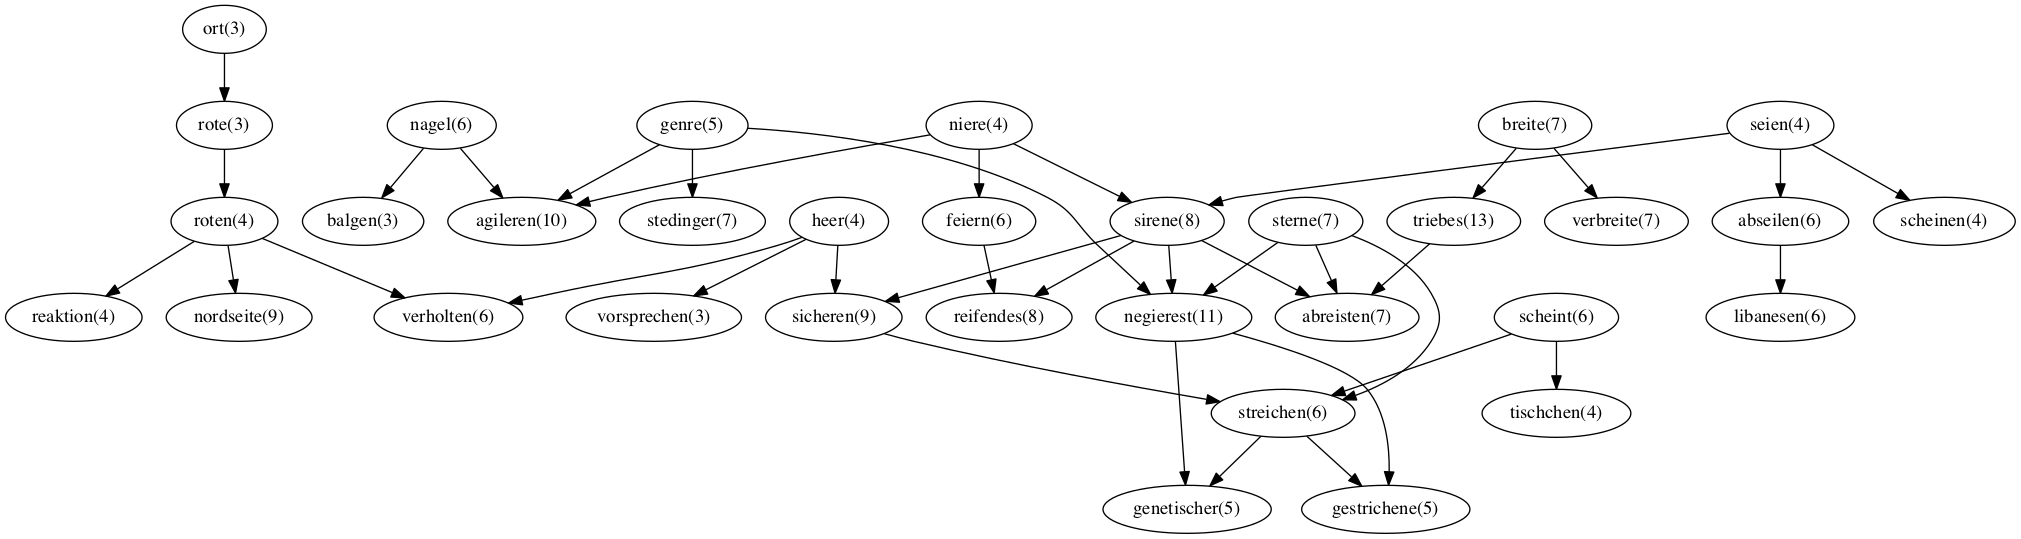 ort(3)
rote(3)
nagel(6)
genre(5)
niere(4)
breite(7)
seien(4)
roten(4)
balgen(3)
agileren(10)
stedinger(7)
heer(4)
feiern(6)
sirene(8)
sterne(7)
triebes(13)
verbreite(7)
abseilen(6)
scheinen(4)
reaktion(4)
nordseite(9)
verholten(6)
vorsprechen(3)
sicheren(9)
reifendes(8)
negierest(11)
abreisten(7)
scheint(6)
libanesen(6)
streichen(6)
tischchen(4)
genetischer(5)
gestrichene(5)